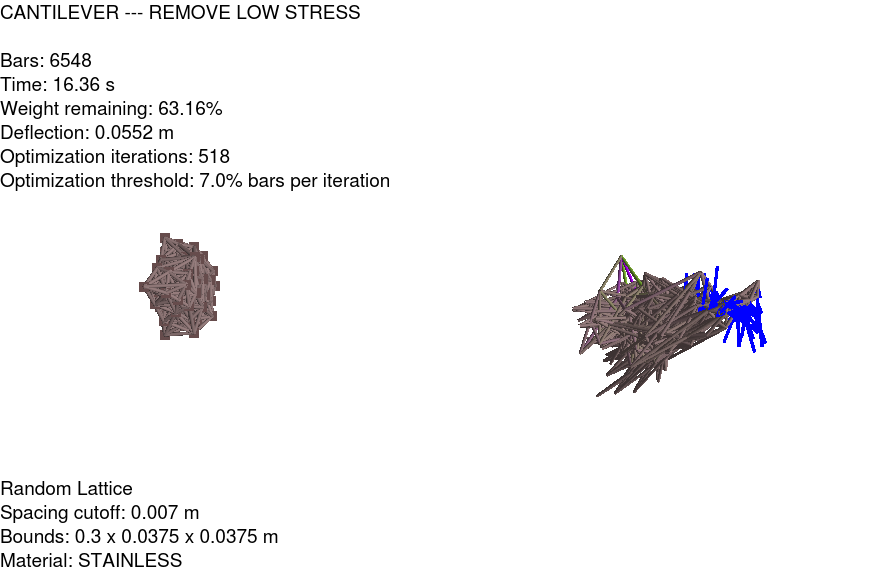 CANTILEVER --- REMOVE LOW STRESS
Bars: 6548
Time: 16.36 s
Weight remaining: 63.16%
Deflection: 0.0552 m
Optimization iterations: 518
Optimization threshold: 7.0% bars per iteration
Random Lattice
Spacing cutoff: 0.007 m
Bounds: 0.3 x 0.0375 x 0.0375 m
Material: STAINLESS